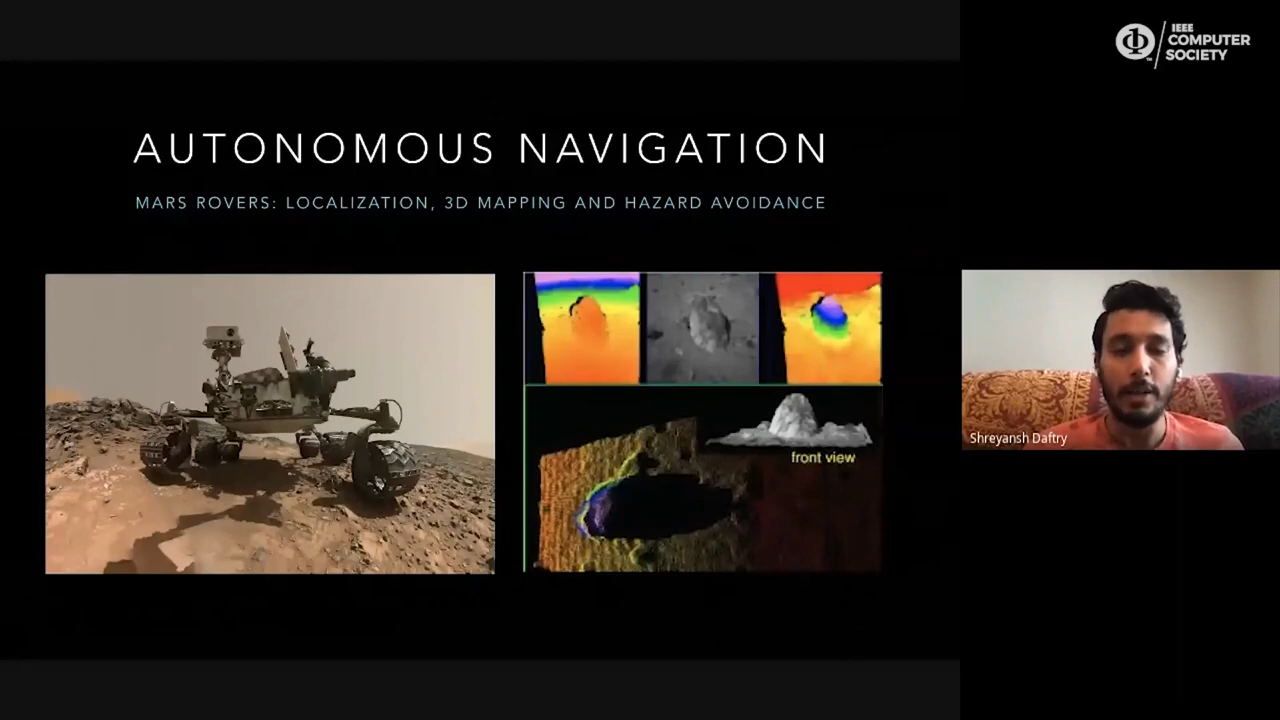 IEEE
COMPUTER
SOCIETY
AUTONOMOUS NAVIGATION
MARS ROVERS: LOCALIZATION, 3D MAPPING AND HAZARD AVOIDANCE
front view
Shreyansh Daftry